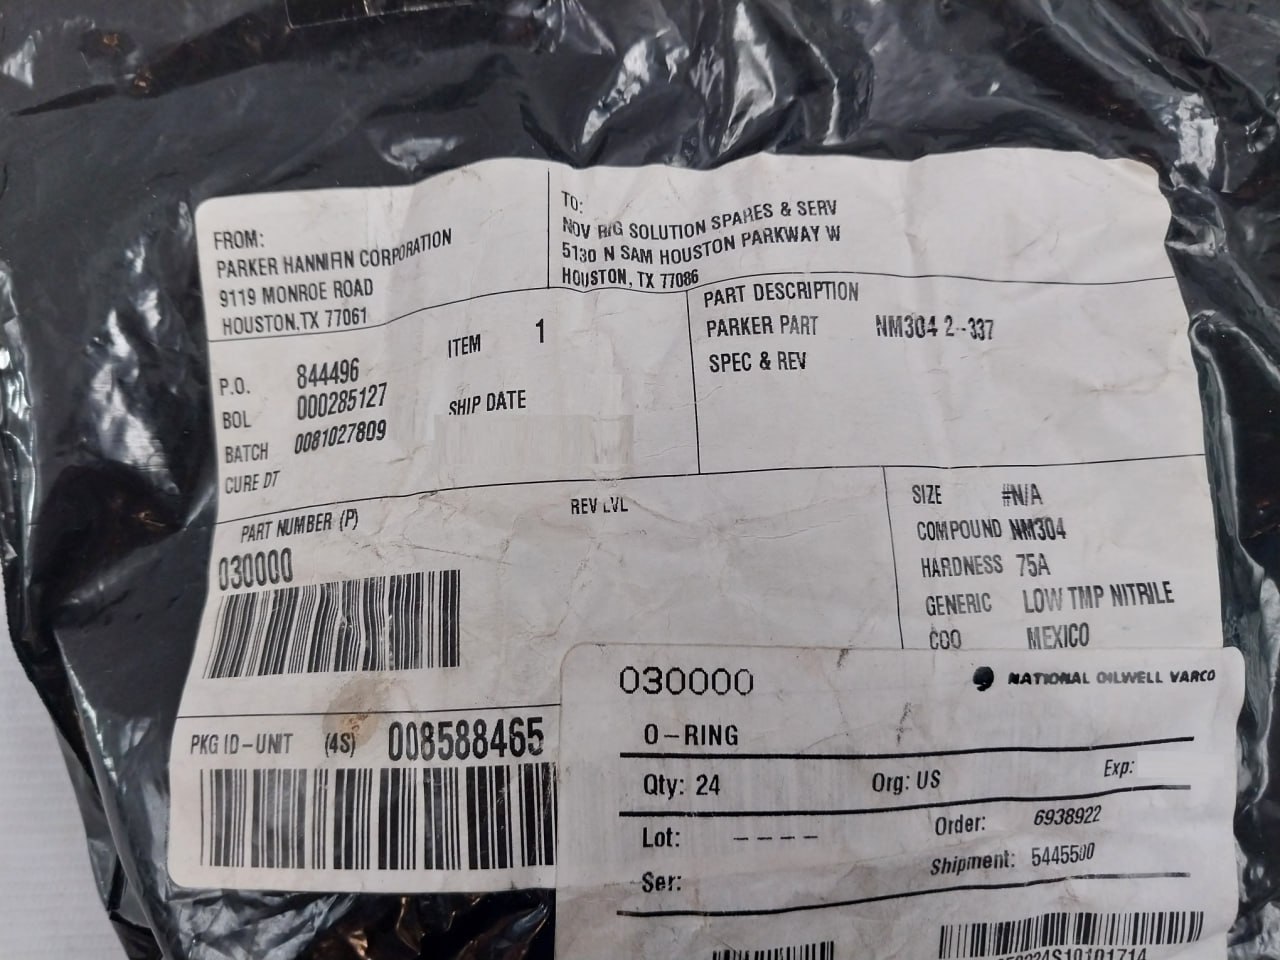 FROM:
PARKER HANNIFIN CORPORATION
9119 MONROE ROAD
HOUSTON,TX 77061
TO:
NOV RIG SOLUTION SPARES & SERV
5130 N SAM HOUSTON PARKWAY W
HOUSTON, TX 77086
P.O. 844496
BOL 000285127
BATCH 0081027809
CURE DT
ITEM 1
SHIP DATE
PART DESCRIPTION
PARKER PART NM304 2-337
SPEC & REV
PART NUMBER (P)
030000
REV LVL
SIZE #N/A
COMPOUND NM304
HARDNESS 75A
GENERIC LOW TMP NITRILE
COO MEXICO
PKG ID-UNIT (4S) 008588465
030000
NATIONAL OILWELL VARCO
O-RING
Qty: 24 Org: US Exp:
Lot: ---- Order: 6938922
Shipment: 5445500
Ser: